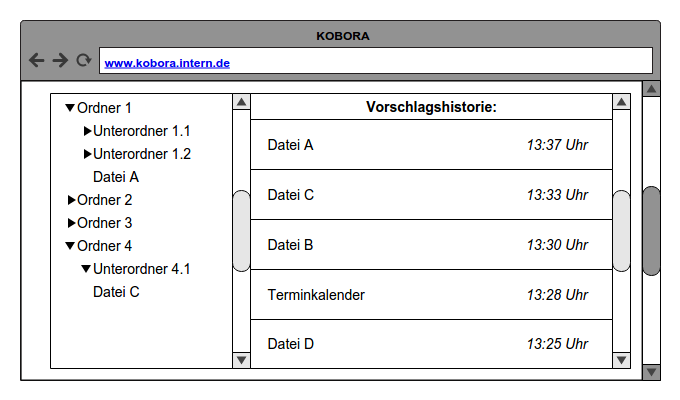 KOBORA
www.kobora.intern.de
Ordner 1
Unterordner 1.1
Unterordner 1.2
Datei A
Ordner 2
Ordner 3
Ordner 4
Unterordner 4.1
Datei C
Vorschlagshistorie:
Datei A 13:37 Uhr
Datei C 13:33 Uhr
Datei B 13:30 Uhr
Terminkalender 13:28 Uhr
Datei D 13:25 Uhr